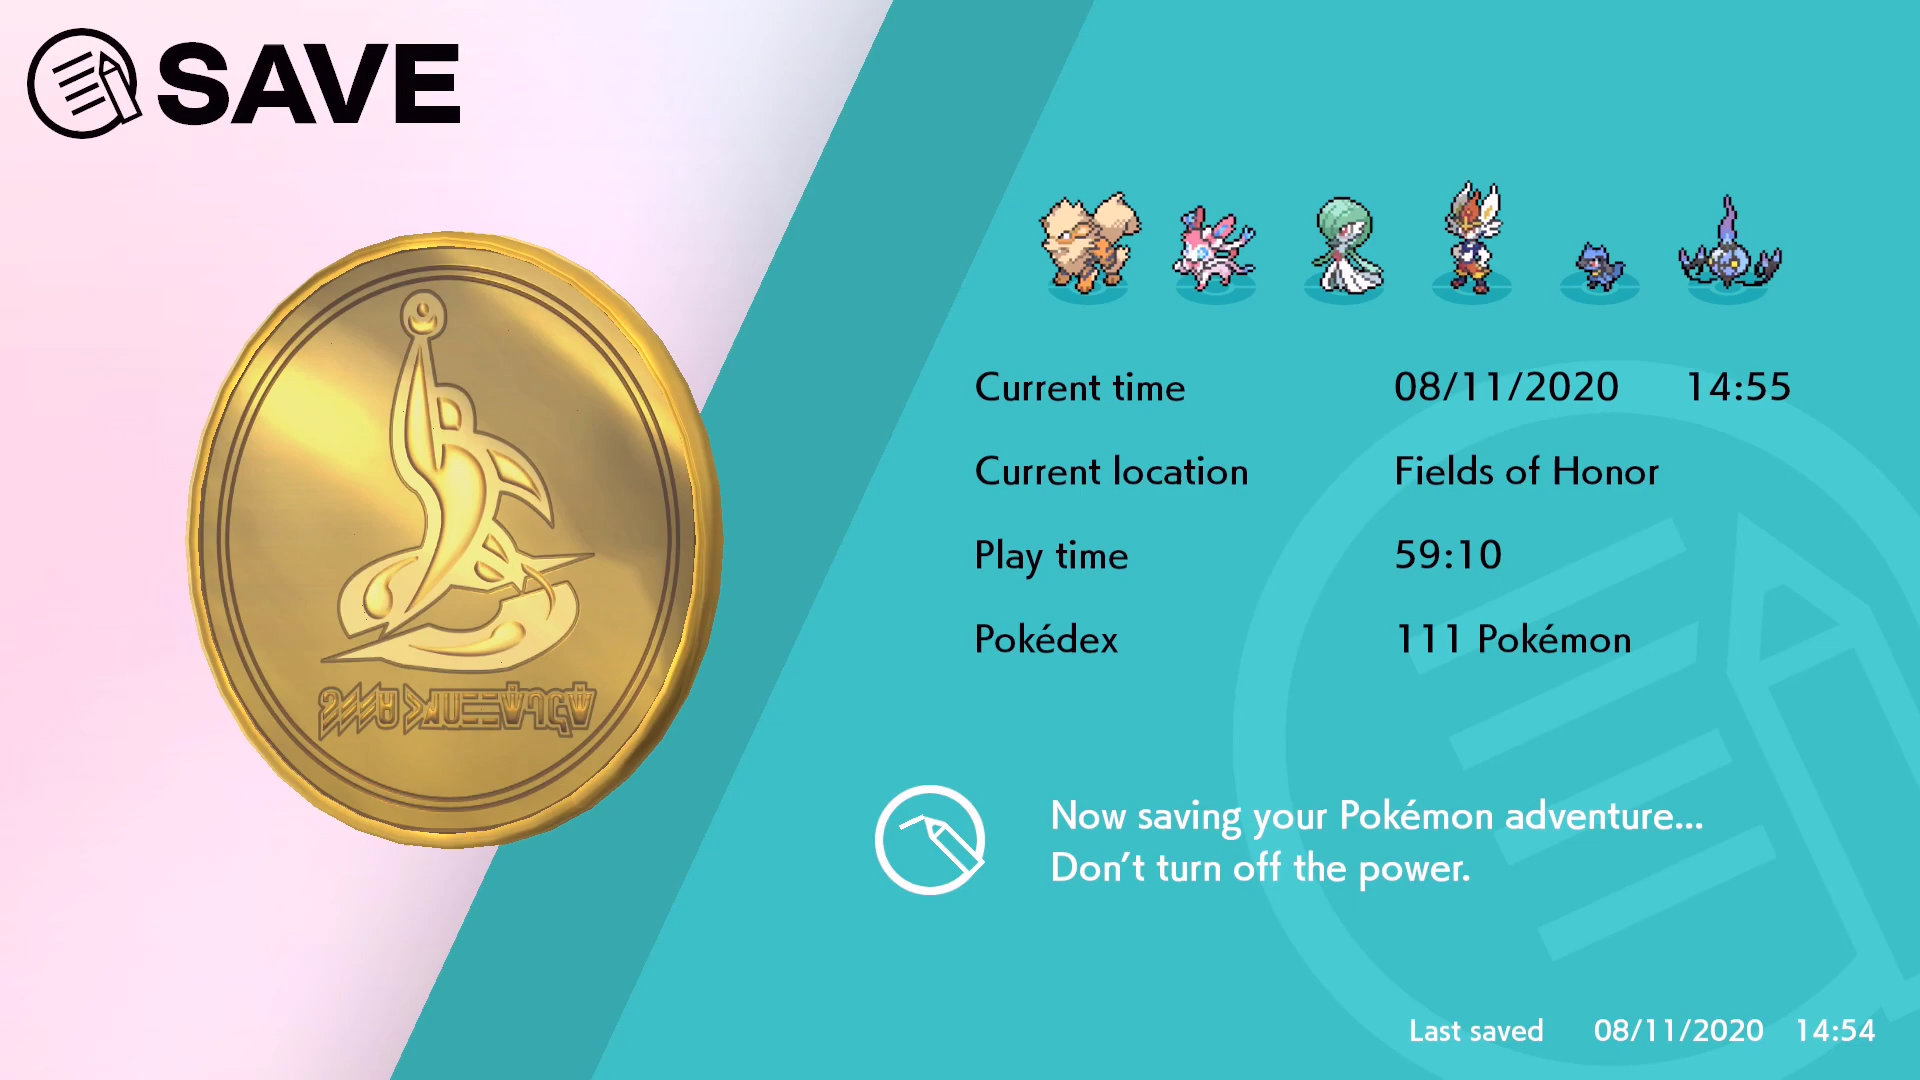 SAVE
Current time 08/11/2020 14:55
Current location Fields of Honor
Play time 59:10
Pokédex 111 Pokémon
Now saving your Pokémon adventure...
Don’t turn off the power.
Last saved 08/11/2020 14:54